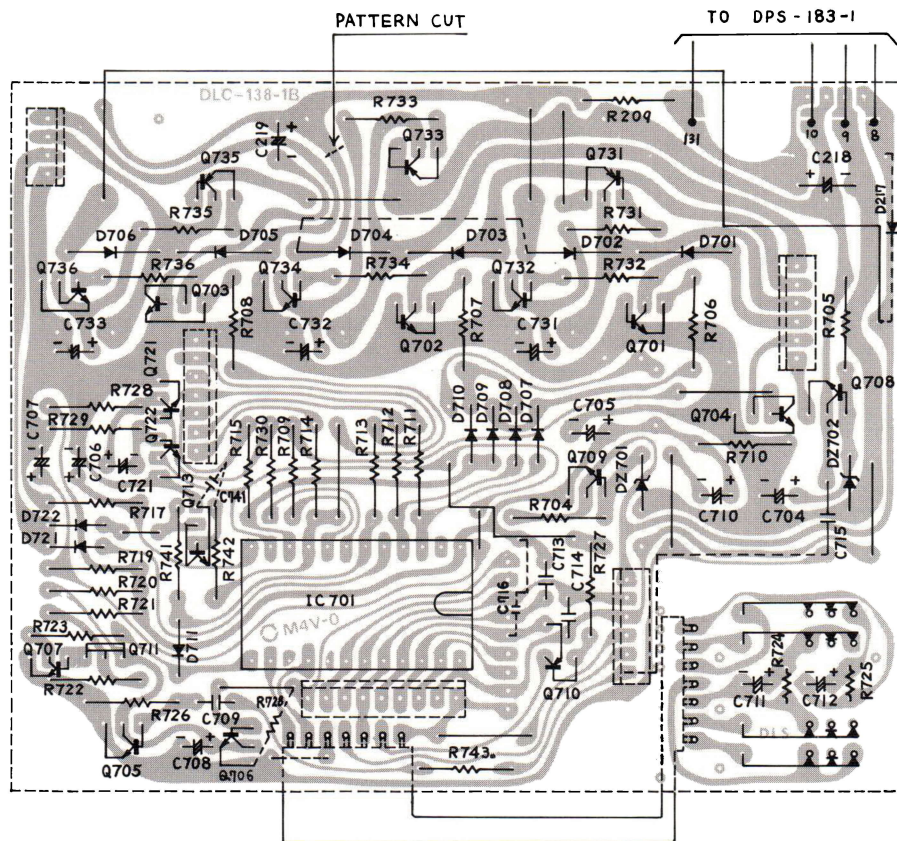 PATTERN CUT
TO DPS-183-1
DLC-138-1B
R733
R209
131
10
9
8
C219
Q733
Q735
Q731
C218
D217
R735
R731
D706
D705
D704
D703
D702
D701
Q736
R736
Q703
Q734
R734
Q732
R732
C733
R708
C732
Q702
R707
C731
Q701
R706
R705
Q721
R728
Q722
R729
C707
C706
C721
R715
R730
R709
R714
R713
R712
R711
D710
D709
D708
D707
C705
Q704
Q708
R710
DZ702
Q713
C741
Q709
DZ701
R717
R704
C710
C704
C715
D722
D721
R719
R741
R742
R720
R721
IC701
C713
C714
R727
C716
M4V-0
R723
Q707
Q711
D711
R722
Q710
R724
R725
C711
C712
R726
C709
R728
DLS
Q705
C708
Q706
R743